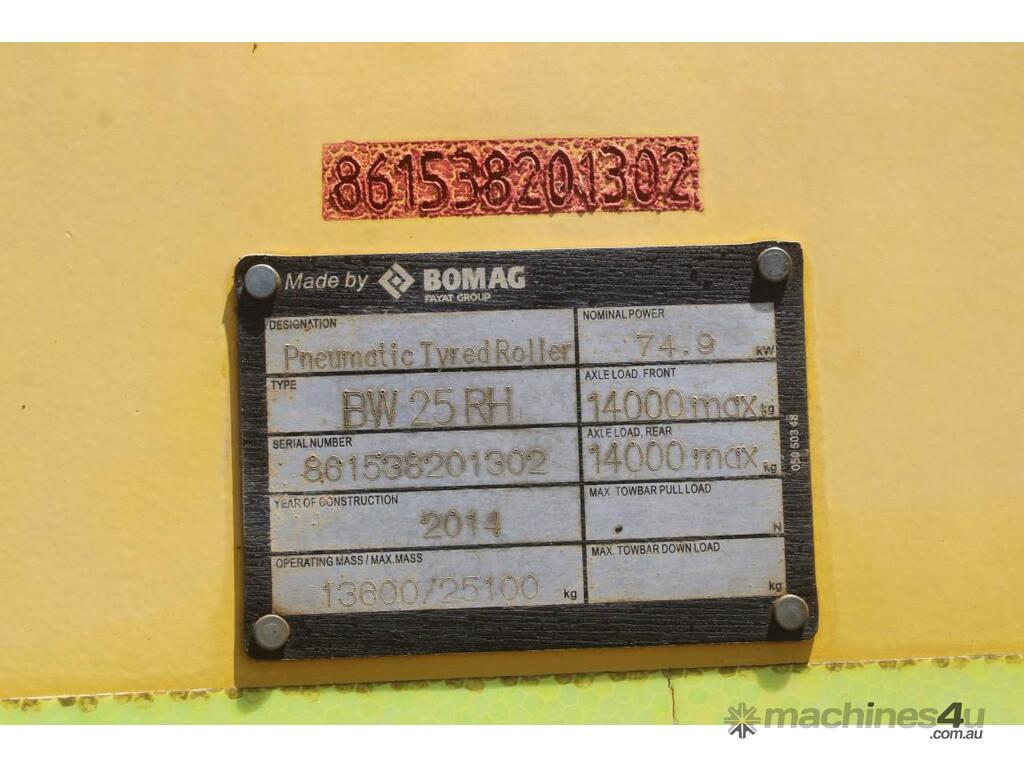 861538201302
Made by BOMAG
FAYAT GROUP
DESIGNATION
Pneumatic Tyred Roller
NOMINAL POWER
74.9 kW
TYPE
BW 25 RH
AXLE LOAD. FRONT
14000 max. kg
SERIAL NUMBER
861538201302
AXLE LOAD, REAR
14000 max. kg
YEAR OF CONSTRUCTION
2014
MAX. TOWBAR PULL LOAD
N
OPERATING MASS / MAX.MASS
13600/25100 kg
MAX. TOWBAR DOWN LOAD
kg
050 503 48
machines4u
.com.au